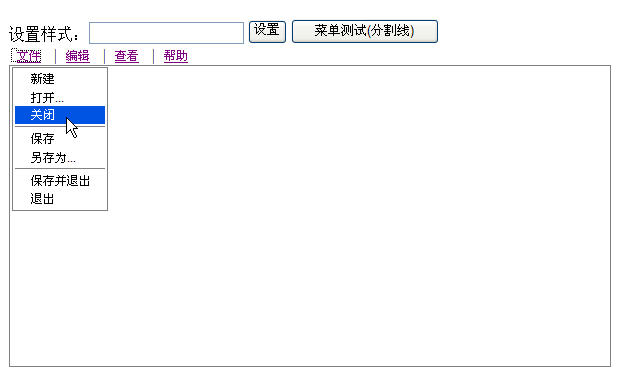 设置样式： 设置 菜单测试(分割线)
文件 编辑 查看 帮助
新建
打开...
关闭
保存
另存为...
保存并退出
退出